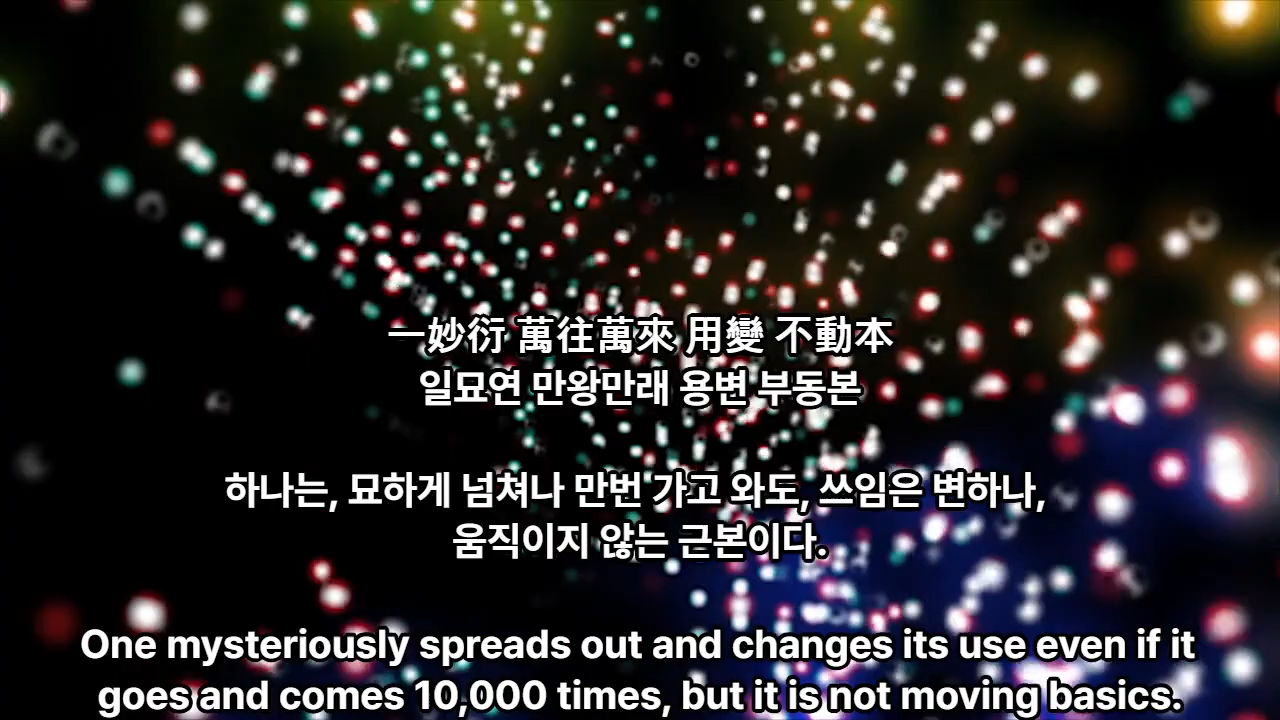 一妙衍 萬往萬來 用變 不動本
일묘연 만왕만래 용변 부동본
하나는, 묘하게 넘쳐나 만번 가고 와도, 쓰임은 변하나,
움직이지 않는 근본이다.
One mysteriously spreads out and changes its use even if it
goes and comes 10,000 times, but it is not moving basics.